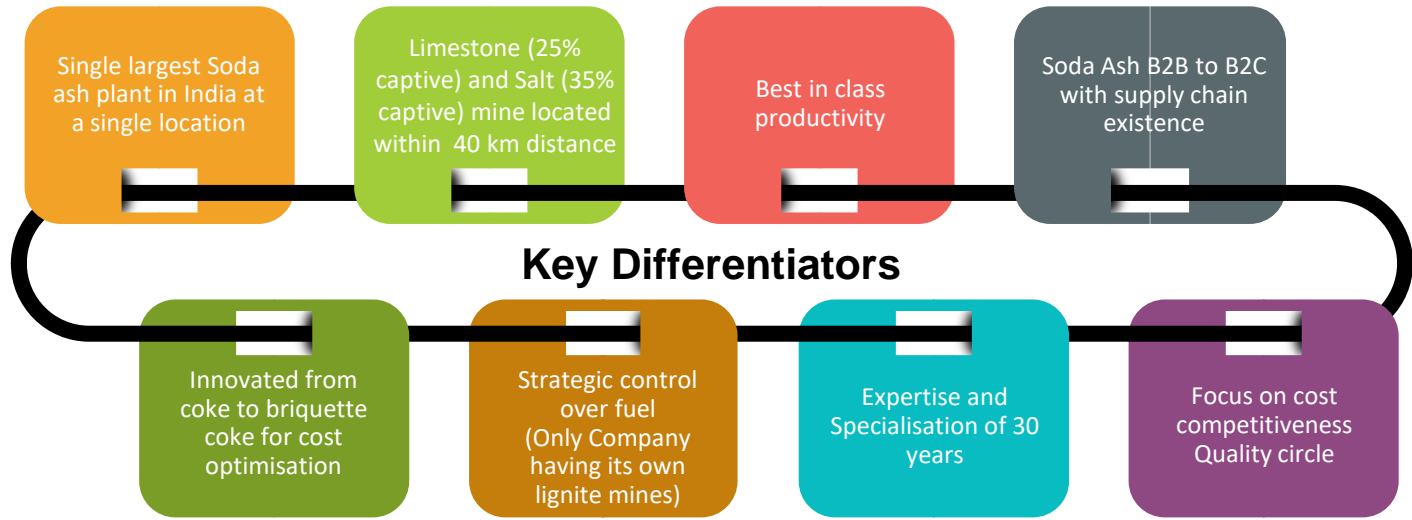 Single largest Soda
ash plant in India at
a single location
Limestone (25%
captive) and Salt (35%
captive) mine located
within 40 km distance
Best in class
productivity
Soda Ash B2B to B2C
with supply chain
existence
Key Differentiators
Innovated from
coke to briquette
coke for cost
optimisation
Strategic control
over fuel
(Only Company
having its own
lignite mines)
Expertise and
Specialisation of 30
years
Focus on cost
competitiveness
Quality circle